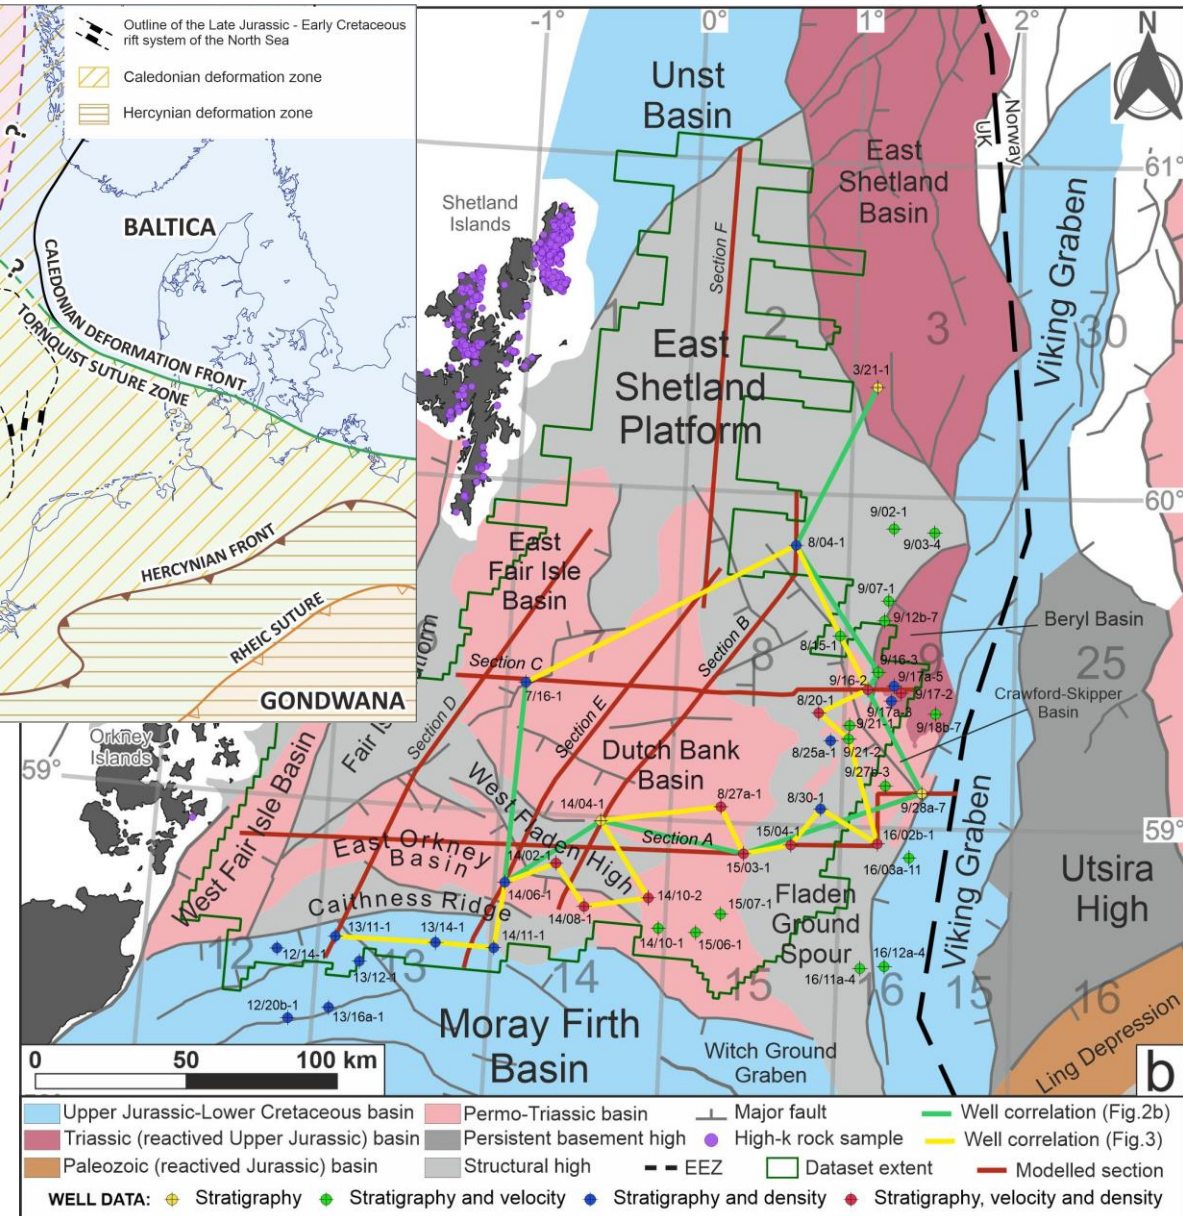 Outline of the Late Jurassic - Early Cretaceous
rift system of the North Sea
Caledonian deformation zone
Hercynian deformation zone
?
BALTICA
?
CALEDONIAN DEFORMATION FRONT
TORNQUIST SUTURE ZONE
HERCYNIAN FRONT
RHEIC SUTURE
GONDWANA
-1°
0°
1°
2°
N
Unst
Basin
Norway
UK
East
Shetland
Basin
61°
Shetland
Islands
Section F
Viking Graben
1
2
3
30
East
Shetland
Platform
3/21-1
60°
9/02-1
9/03-4
8/04-1
East
Fair Isle
Basin
9/07-1
9/12b-7
Beryl Basin
8/15-1
Section B
7
8
9
25
Section C
9/16-3
9/17a-5
9/16-2
9/17-2
7/16-1
Crawford-Skipper
Basin
8/20-1
9/17a-8
9/18b-7
9/21-1
Section D
Section E
Fair Is
tform
Orkney
Islands
8/25a-1
9/21-2
Dutch Bank
Basin
59°
9/27b-3
West Fladen High
8/27a-1
8/30-1
9/28a-7
14/04-1
West Fair Isle Basin
Section A
15/04-1
59°
East Orkney
Basin
14/02-1
15/03-1
16/02b-1
16/03a-11
Viking Graben
Utsira
High
14/06-1
14/10-2
Caithness Ridge
14/08-1
15/07-1
Fladen
Ground
Spour
13/11-1
13/14-1
14/11-1
14/10-1
15/06-1
12
12/14-1
13
13/12-1
14
15
16/12a-4
16/11a-4
16
15
16
12/20b-1
13/16a-1
Moray Firth
Basin
Witch Ground
Graben
Ling Depression
0
50
100 km
b
Upper Jurassic-Lower Cretaceous basin
Permo-Triassic basin
Major fault
Well correlation (Fig.2b)
Triassic (reactived Upper Jurassic) basin
Persistent basement high
High-k rock sample
Well correlation (Fig.3)
Paleozoic (reactived Jurassic) basin
Structural high
EEZ
Dataset extent
Modelled section
WELL DATA:
Stratigraphy
Stratigraphy and velocity
Stratigraphy and density
Stratigraphy, velocity and density